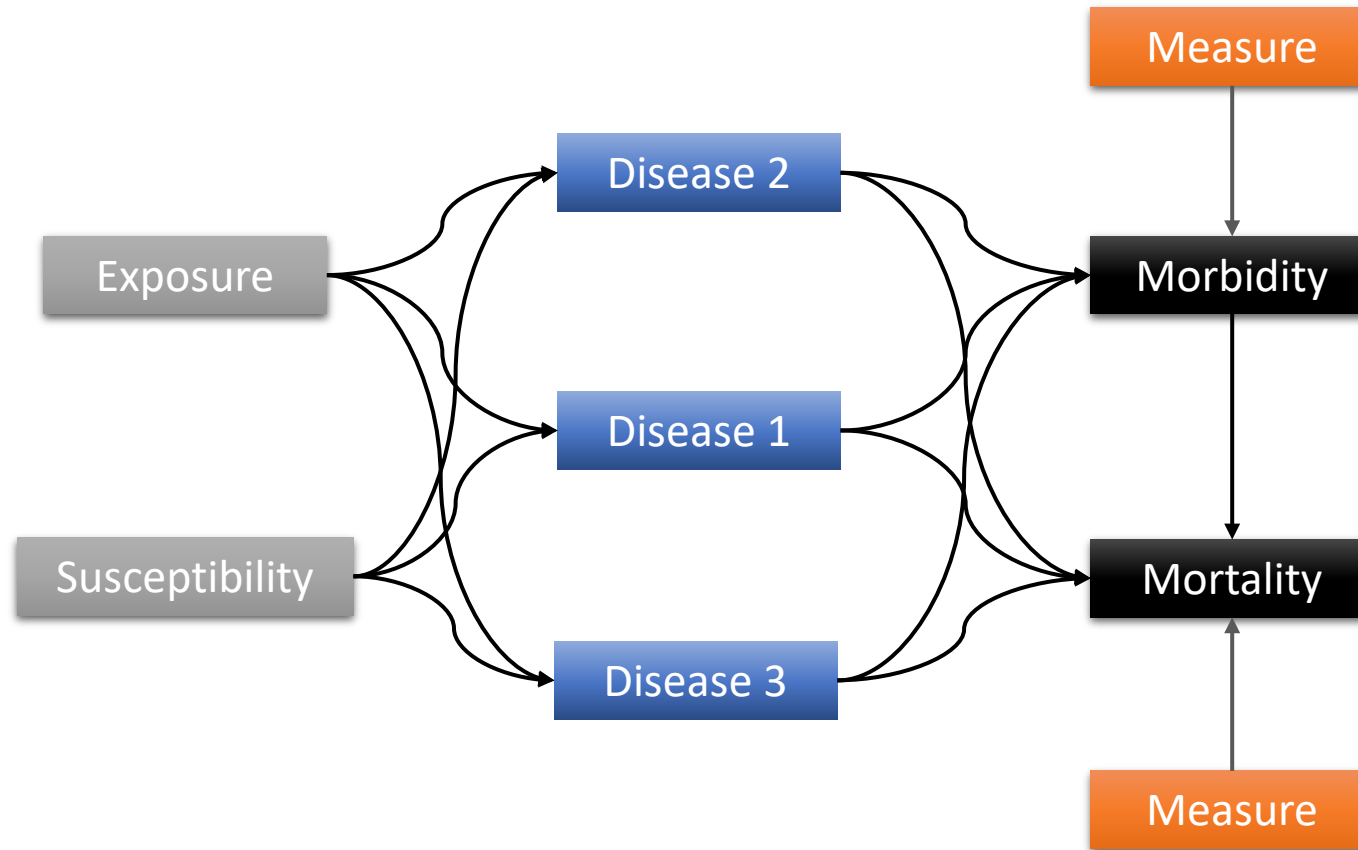 Measure
Disease 2
Exposure
Morbidity
Disease 1
Susceptibility
Mortality
Disease 3
Measure